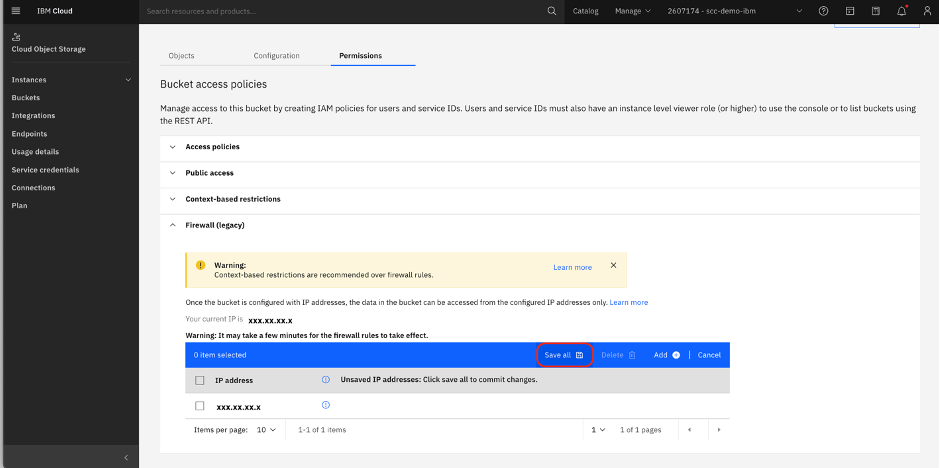 IBM Cloud
Search resources and products...
Catalog
Manage
2607174 - scc-demo-ibm
Cloud Object Storage
Instances
Buckets
Integrations
Endpoints
Usage details
Service credentials
Connections
Plan
Objects
Configuration
Permissions
Bucket access policies
Manage access to this bucket by creating IAM policies for users and service IDs. Users and service IDs must also have an instance level viewer role (or higher) to use the console or to list buckets using
the REST API.
Access policies
Public access
Context-based restrictions
Firewall (legacy)
Warning:
Context-based restrictions are recommended over firewall rules.
Learn more
Once the bucket is configured with IP addresses, the data in the bucket can be accessed from the configured IP addresses only. Learn more
Your current IP is xxx.xx.xx.x
Warning: It may take a few minutes for the firewall rules to take effect.
0 item selected
Save all
Delete
Add
Cancel
IP address
Unsaved IP addresses: Click save all to commit changes.
xxx.xx.xx.x
Items per page: 10
1-1 of 1 items
1
1 of 1 pages